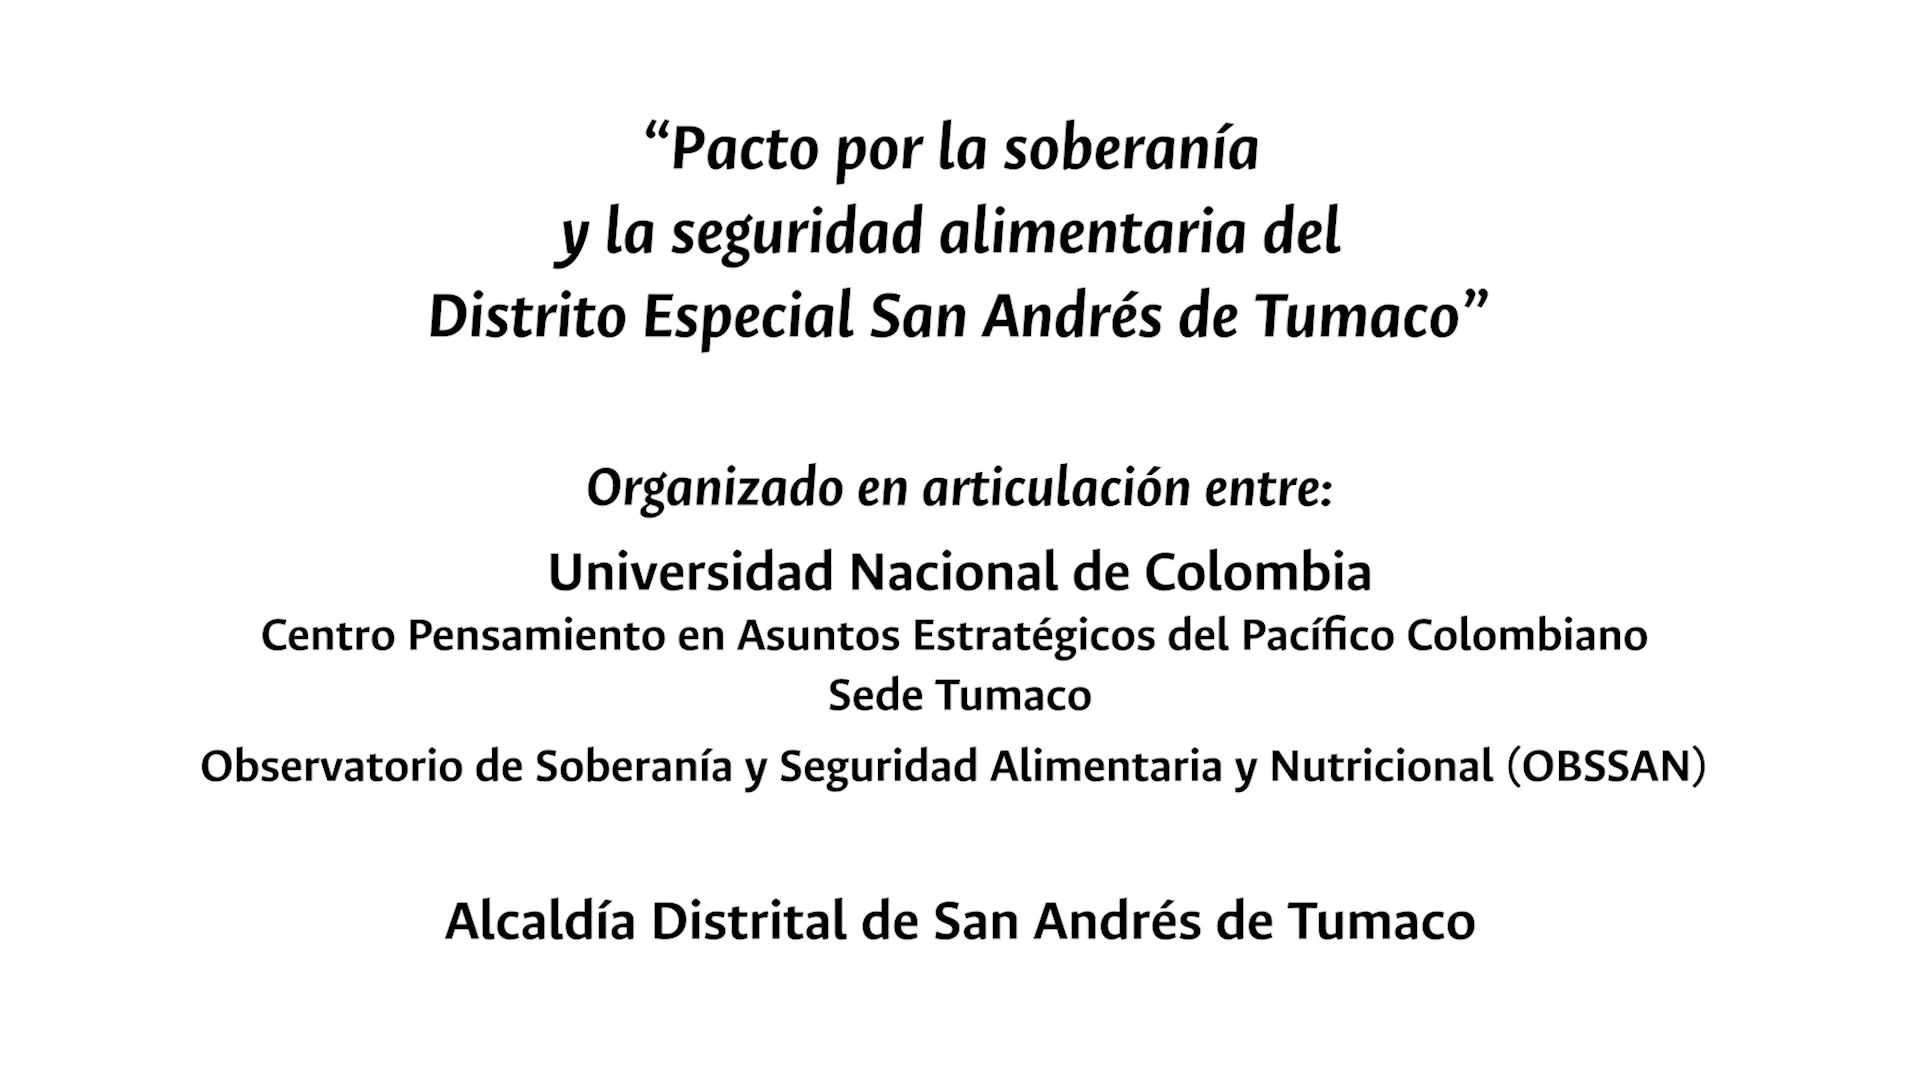 “Pacto por la soberanía
y la seguridad alimentaria del
Distrito Especial San Andrés de Tumaco”
Organizado en articulación entre:
Universidad Nacional de Colombia
Centro Pensamiento en Asuntos Estratégicos del Pacífico Colombiano
Sede Tumaco
Observatorio de Soberanía y Seguridad Alimentaria y Nutricional (OBSSAN)
Alcaldía Distrital de San Andrés de Tumaco